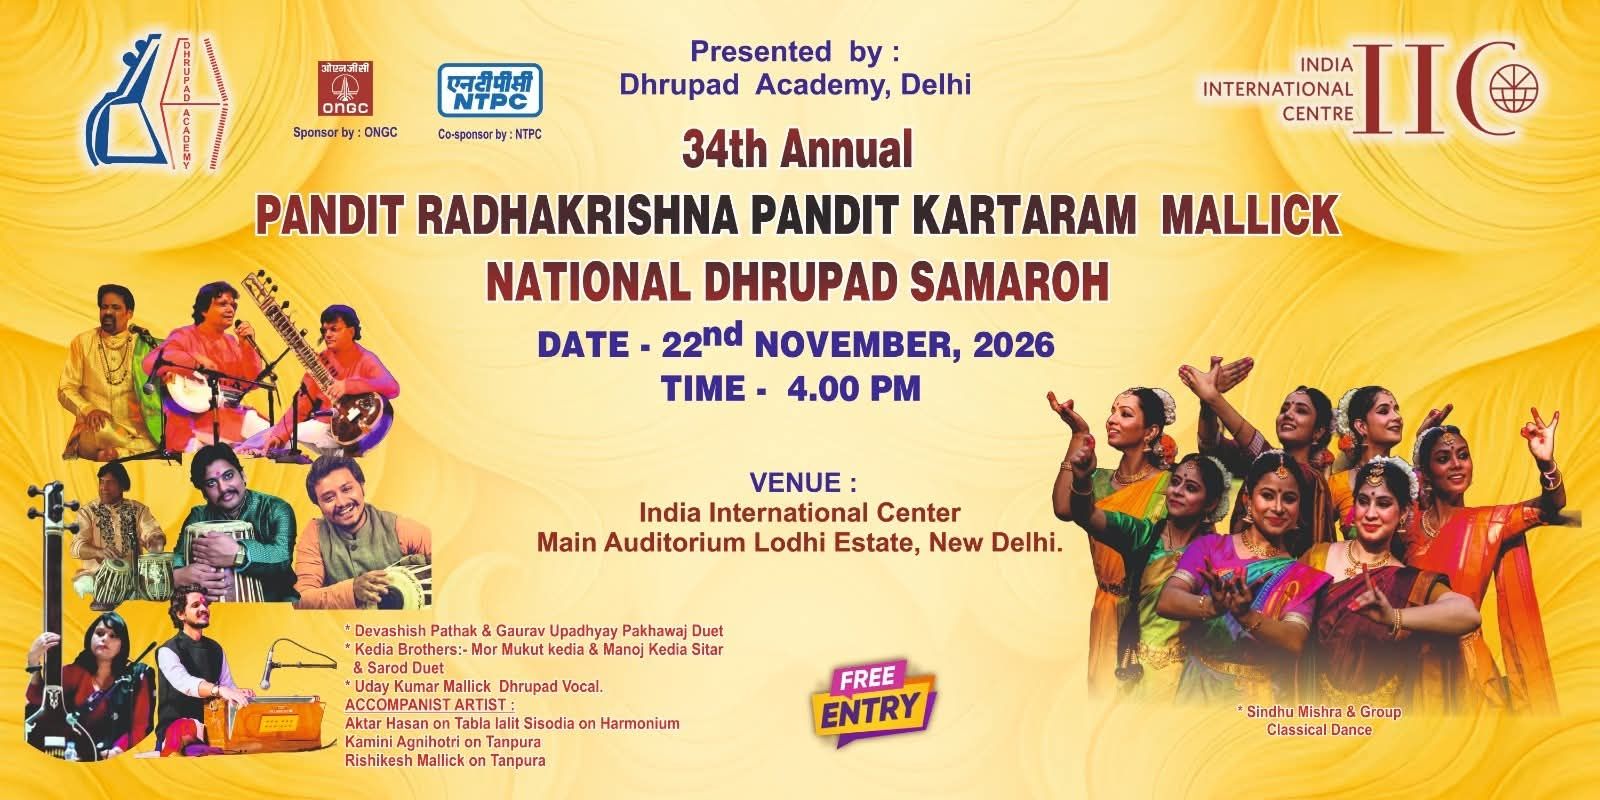 DHRUPAD ACADEMY
ओएनजीसी
ONGC
Sponsor by : ONGC
एनटीपीसी
NTPC
Co-sponsor by : NTPC
Presented by :
Dhrupad Academy, Delhi
INDIA
INTERNATIONAL
CENTRE
IIC
34th Annual
PANDIT RADHAKRISHNA PANDIT KARTARAM MALLICK
NATIONAL DHRUPAD SAMAROH
DATE - 22nd NOVEMBER, 2026
TIME - 4.00 PM
VENUE :
India International Center
Main Auditorium Lodhi Estate, New Delhi.
* Devashish Pathak & Gaurav Upadhyay Pakhawaj Duet
* Kedia Brothers:- Mor Mukut kedia & Manoj Kedia Sitar
& Sarod Duet
* Uday Kumar Mallick Dhrupad Vocal.
ACCOMPANIST ARTIST :
Aktar Hasan on Tabla lalit Sisodia on Harmonium
Kamini Agnihotri on Tanpura
Rishikesh Mallick on Tanpura
FREE
ENTRY
* Sindhu Mishra & Group
Classical Dance